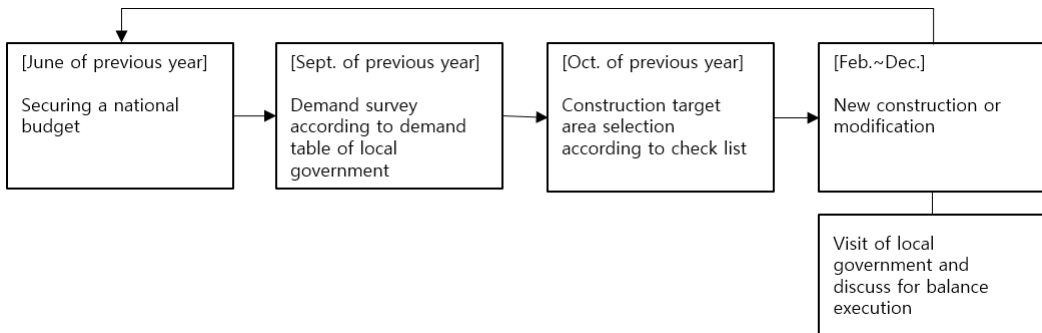 [June of previous year]
Securing a national
budget
[Sept. of previous year]
Demand survey
according to demand
table of local
government
[Oct. of previous year]
Construction target
area selection
according to check list
[Feb.~Dec.]
New construction or
modification
Visit of local
government and
discuss for balance
execution